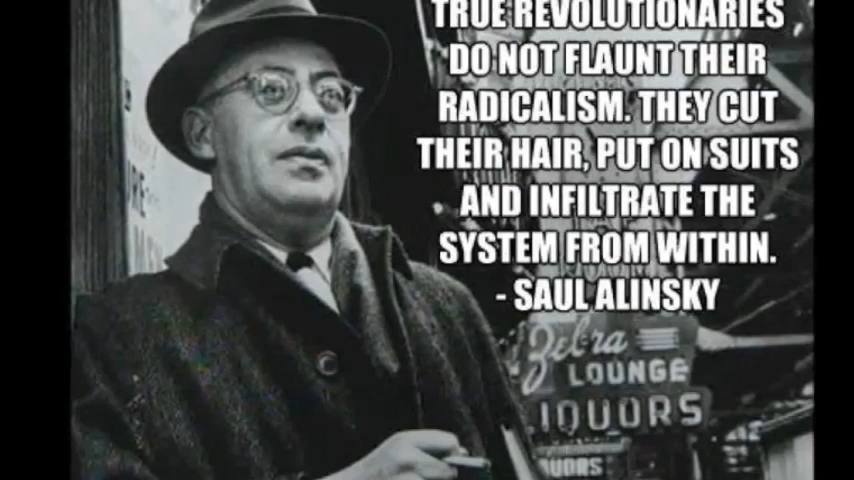 TRUE REVOLUTIONARIES
DO NOT FLAUNT THEIR
RADICALISM. THEY CUT
THEIR HAIR, PUT ON SUITS
AND INFILTRATE THE
SYSTEM FROM WITHIN.
- SAUL ALINSKY
Zebra
LOUNGE
LIQUORS
LIQUORS